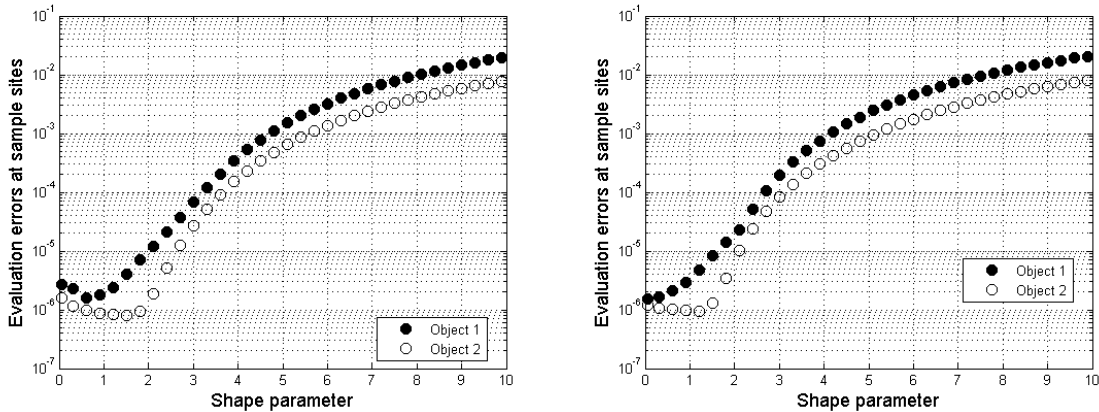 10^-1
10^-2
10^-3
10^-4
10^-5
10^-6
10^-7
Evaluation errors at sample sites
Object 1
Object 2
0 1 2 3 4 5 6 7 8 9 10
Shape parameter
10^-1
10^-2
10^-3
10^-4
10^-5
10^-6
10^-7
Evaluation errors at sample sites
Object 1
Object 2
0 1 2 3 4 5 6 7 8 9 10
Shape parameter